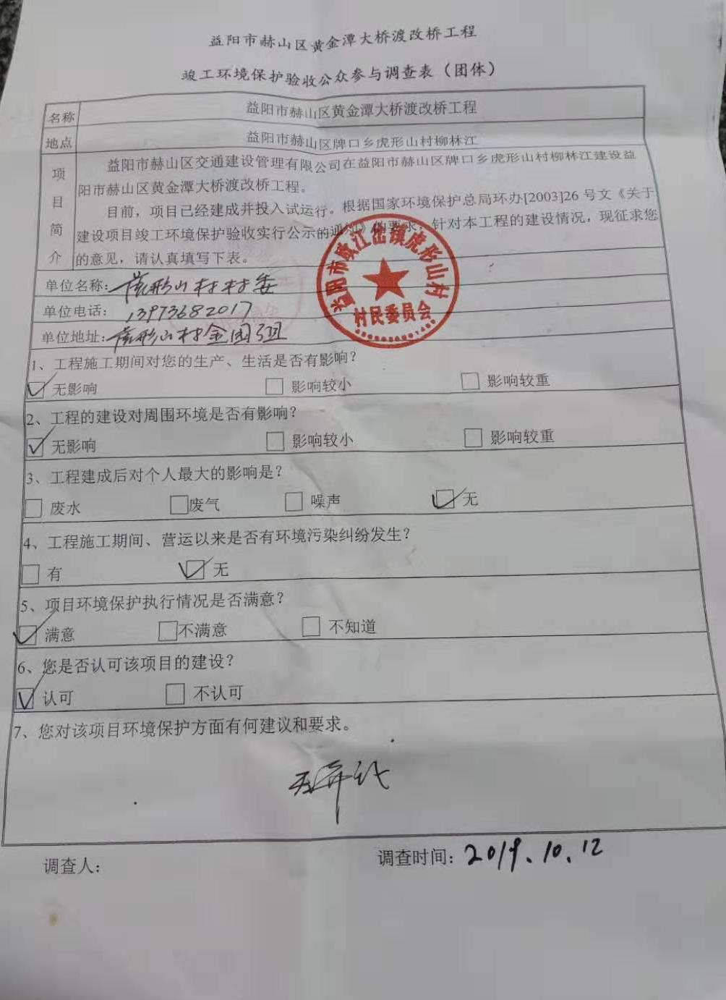 益阳市赫山区黄金潭大桥渡改桥工程
竣工环境保护验收公众参与调查表（团体）
名称 益阳市赫山区黄金潭大桥渡改桥工程
地点 益阳市赫山区牌口乡虎形山村柳林江
项目简介
益阳市赫山区交通建设管理有限公司在益阳市赫山区牌口乡虎形山村柳林江建设益
阳市赫山区黄金潭大桥渡改桥工程。
目前，项目已经建成并投入试运行。根据国家环境保护总局环办[2003]26 号文《关于
建设项目竣工环境保护验收实行公示的通知》的要求，针对本工程的建设情况，现征求您
的意见，请认真填写下表。
益阳市欧江岔镇虎形山村
村民委员会
单位名称：虎形山村村委
单位电话：13973682017
单位地址：虎形山村金国组
1、工程施工期间对您的生产、生活是否有影响？
☑ 无影响 □ 影响较小 □ 影响较重
2、工程的建设对周围环境是否有影响？
☑ 无影响 □ 影响较小 □ 影响较重
3、工程建成后对个人最大的影响是？
□ 废水 □ 废气 □ 噪声 ☑ 无
4、工程施工期间、营运以来是否有环境污染纠纷发生？
□ 有 ☑ 无
5、项目环境保护执行情况是否满意？
☑ 满意 □ 不满意 □ 不知道
6、您是否认可该项目的建设？
☑ 认可 □ 不认可
7、您对该项目环境保护方面有何建议和要求。
调查人：
调查时间：2019.10.12